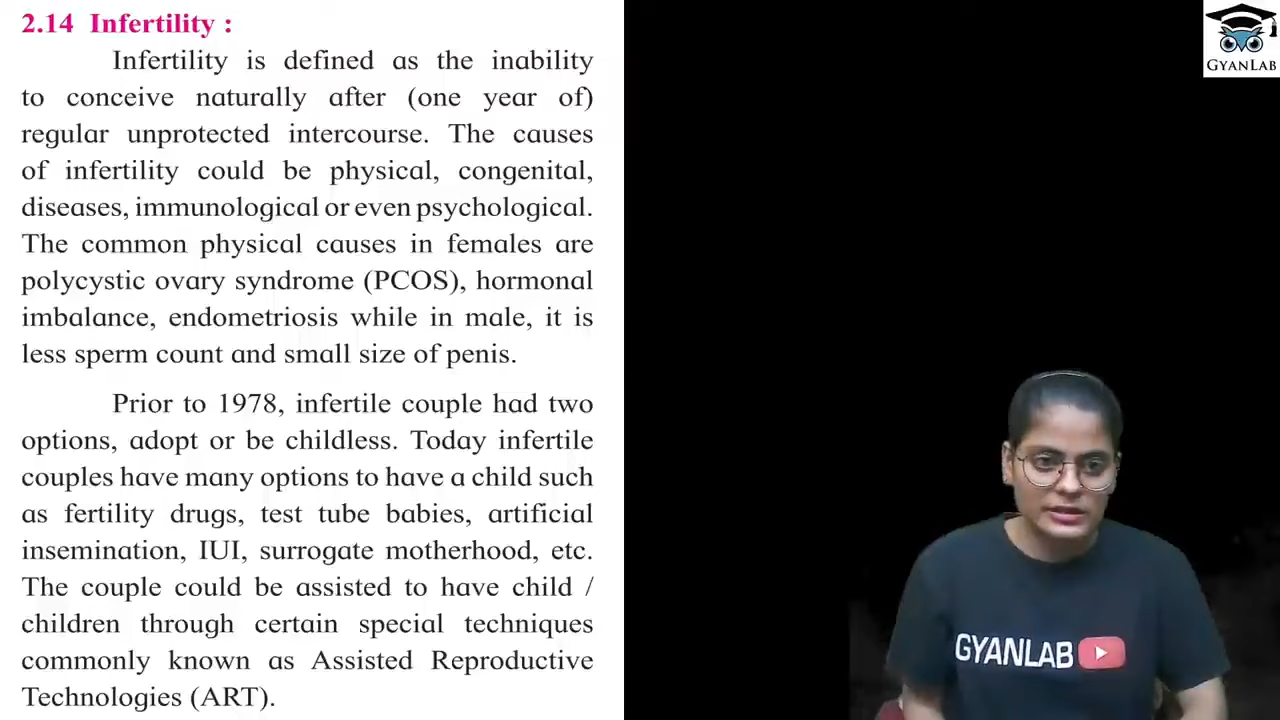 2.14 Infertility :
Infertility is defined as the inability
to conceive naturally after (one year of)
regular unprotected intercourse. The causes
of infertility could be physical, congenital,
diseases, immunological or even psychological.
The common physical causes in females are
polycystic ovary syndrome (PCOS), hormonal
imbalance, endometriosis while in male, it is
less sperm count and small size of penis.
Prior to 1978, infertile couple had two
options, adopt or be childless. Today infertile
couples have many options to have a child such
as fertility drugs, test tube babies, artificial
insemination, IUI, surrogate motherhood, etc.
The couple could be assisted to have child /
children through certain special techniques
commonly known as Assisted Reproductive
Technologies (ART).
GYANLAB
GYANLAB